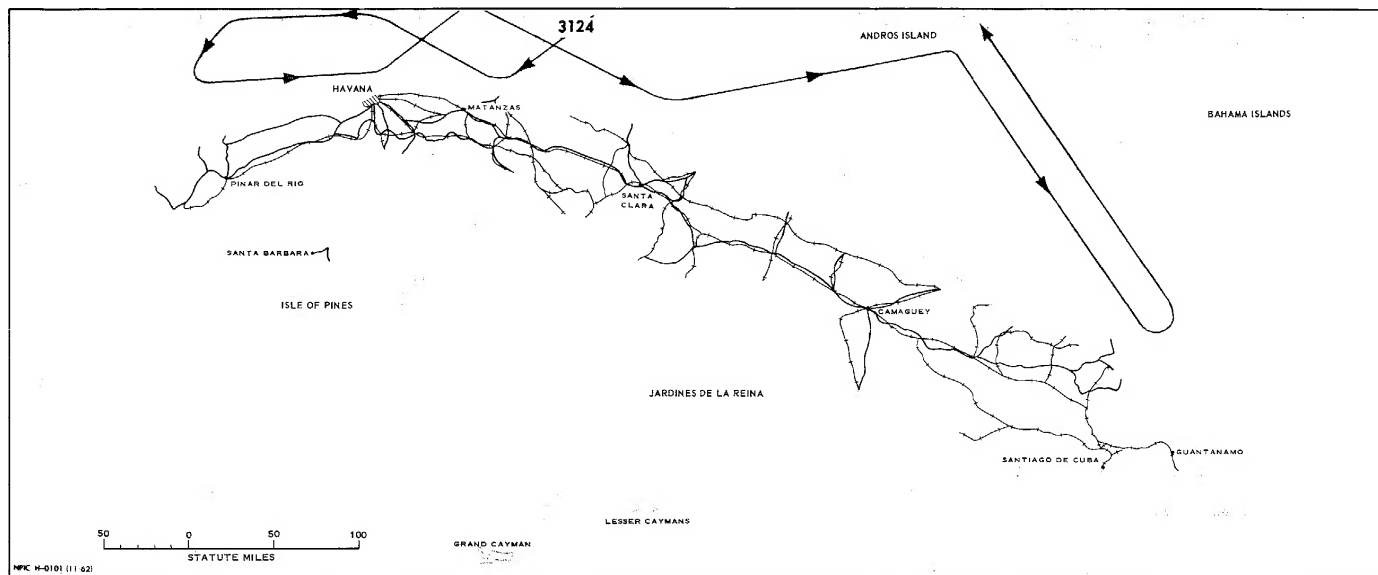 3124
ANDROS ISLAND
HAVANA
MATANZAS
BAHAMA ISLANDS
PINAR DEL RIO
SANTA
CLARA
SANTA BARBARA
ISLE OF PINES
CAMAGUEY
JARDINES DE LA REINA
GUANTANAMO
SANTIAGO DE CUBA
LESSER CAYMANS
50 0 50 100
STATUTE MILES
GRAND CAYMAN
NPIC H-0101 (11-62)